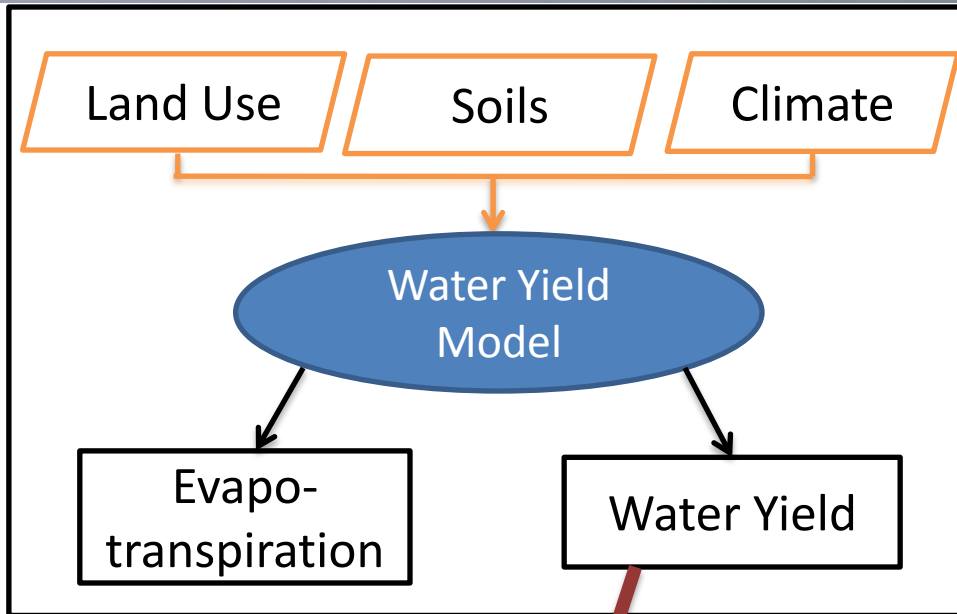 Land Use
Soils
Climate
Water Yield
Model
Evapo-
transpiration
Water Yield